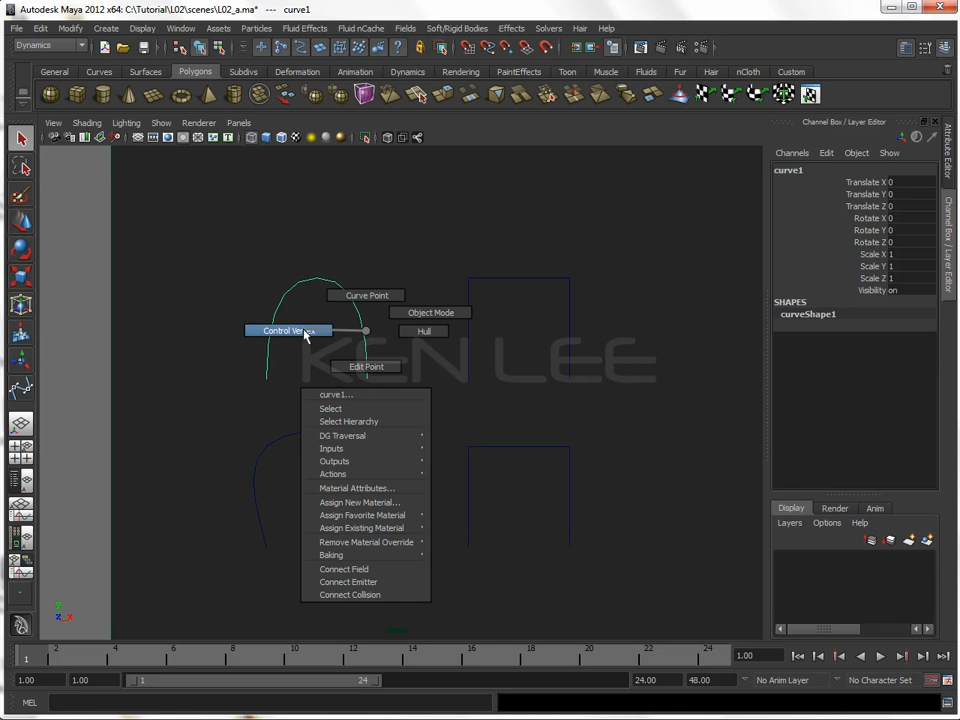 Autodesk Maya 2012 x64: C:\Tutorial\L02\scenes\L02_a.ma* --- curve1
File Edit Modify Create Display Window Assets Particles Fluid Effects Fluid nCache Fields Soft/Rigid Bodies Effects Solvers Hair Help
Dynamics
General Curves Surfaces Polygons Subdivs Deformation Animation Dynamics Rendering PaintEffects Toon Muscle Fluids Fur Hair nCloth Custom
View Shading Lighting Show Renderer Panels
Channel Box / Layer Editor
Channels Edit Object Show
curve1
Translate X 0
Translate Y 0
Translate Z 0
Rotate X 0
Rotate Y 0
Rotate Z 0
Scale X 1
Scale Y 1
Scale Z 1
Visibility on
SHAPES
curveShape1
Attribute Editor
Channel Box / Layer Editor
Curve Point
Object Mode
Hull
Edit Point
KEN LEE
curve1...
Select
Select Hierarchy
DG Traversal
Inputs
Outputs
Actions
Material Attributes...
Assign New Material...
Assign Favorite Material
Assign Existing Material
Remove Material Override
Baking
Connect Field
Connect Emitter
Connect Collision
Display Render Anim
Layers Options Help
1 2 4 6 8 10 12 14 16 18 20 22 24
1.00
1.00 1.00 1 24 24.00 48.00 No Anim Layer No Character Set
MEL